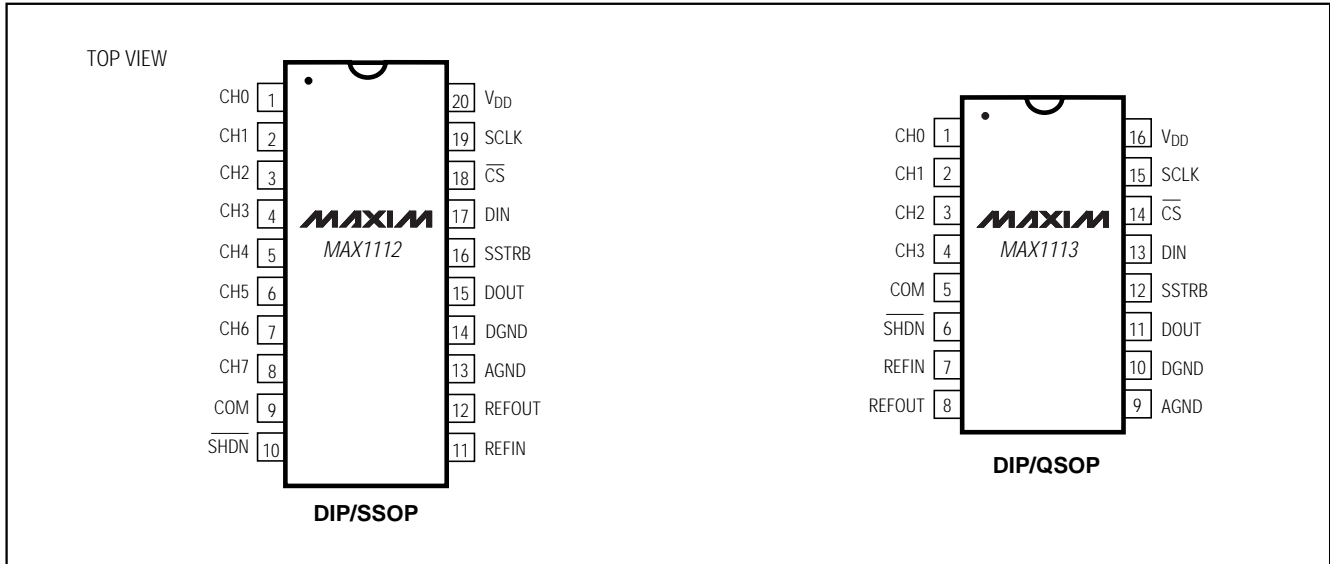 TOP VIEW
CH0 1
CH1 2
CH2 3
CH3 4
CH4 5
CH5 6
CH6 7
CH7 8
COM 9
SHDN 10
20 VDD
19 SCLK
18 CS
17 DIN
16 SSTRB
15 DOUT
14 DGND
13 AGND
12 REFOUT
11 REFIN
MAXIM
MAX1112
DIP/SSOP
CH0 1
CH1 2
CH2 3
CH3 4
COM 5
SHDN 6
REFIN 7
REFOUT 8
16 VDD
15 SCLK
14 CS
13 DIN
12 SSTRB
11 DOUT
10 DGND
9 AGND
MAXIM
MAX1113
DIP/QSOP